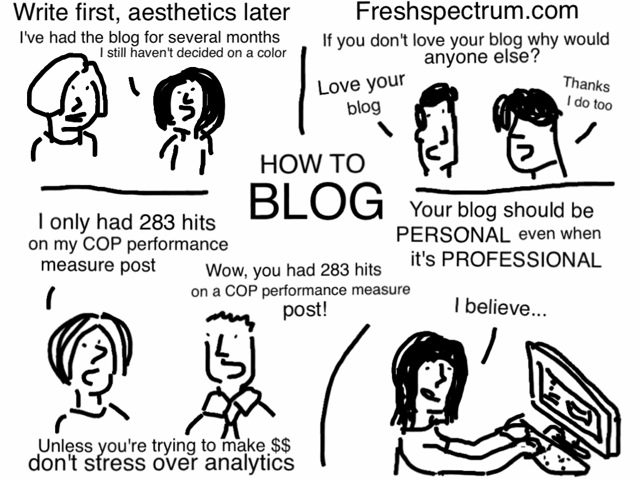 Write first, aesthetics later
I've had the blog for several months
I still haven't decided on a color
Freshspectrum.com
If you don't love your blog why would
anyone else?
Love your
blog
Thanks
I do too
HOW TO
BLOG
I only had 283 hits
on my COP performance
measure post
Wow, you had 283 hits
on a COP performance measure
post!
Unless you're trying to make $$
don't stress over analytics
Your blog should be
PERSONAL even when
it's PROFESSIONAL
I believe...